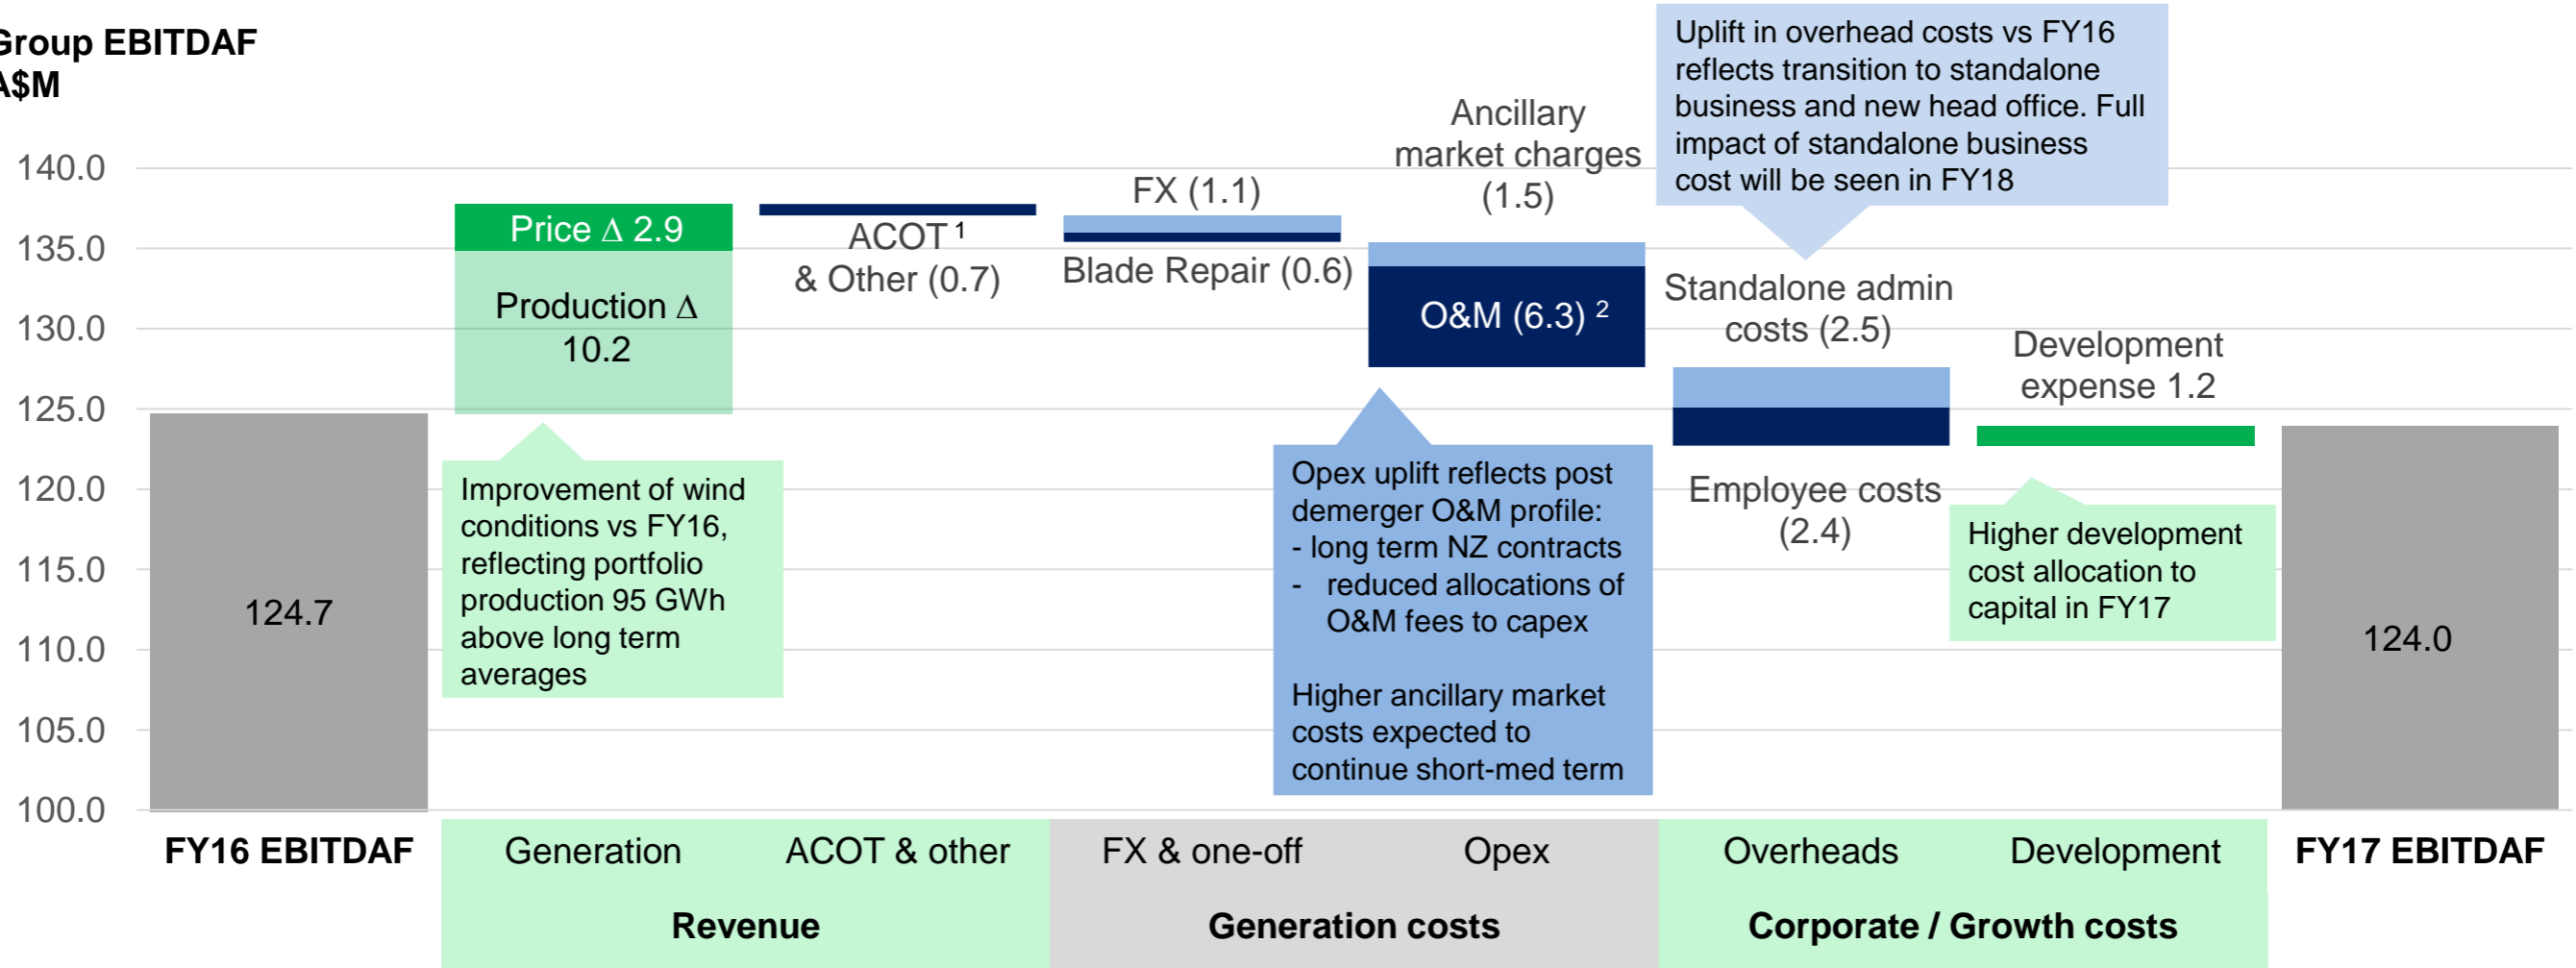 Group EBITDAF
A$M
140.0
135.0
130.0
125.0
120.0
115.0
110.0
105.0
100.0
124.7
Price Δ 2.9
Production Δ
10.2
Improvement of wind
conditions vs FY16,
reflecting portfolio
production 95 GWh
above long term
averages
ACOT 1
& Other (0.7)
FX (1.1)
Blade Repair (0.6)
Ancillary
market charges
(1.5)
O&M (6.3) 2
Opex uplift reflects post
demerger O&M profile:
- long term NZ contracts
- reduced allocations of
O&M fees to capex
Higher ancillary market
costs expected to
continue short-med term
Uplift in overhead costs vs FY16
reflects transition to standalone
business and new head office. Full
impact of standalone business
cost will be seen in FY18
Standalone admin
costs (2.5)
Employee costs
(2.4)
Development
expense 1.2
Higher development
cost allocation to
capital in FY17
124.0
FY16 EBITDAF
Generation
ACOT & other
FX & one-off
Opex
Overheads
Development
FY17 EBITDAF
Revenue
Generation costs
Corporate / Growth costs